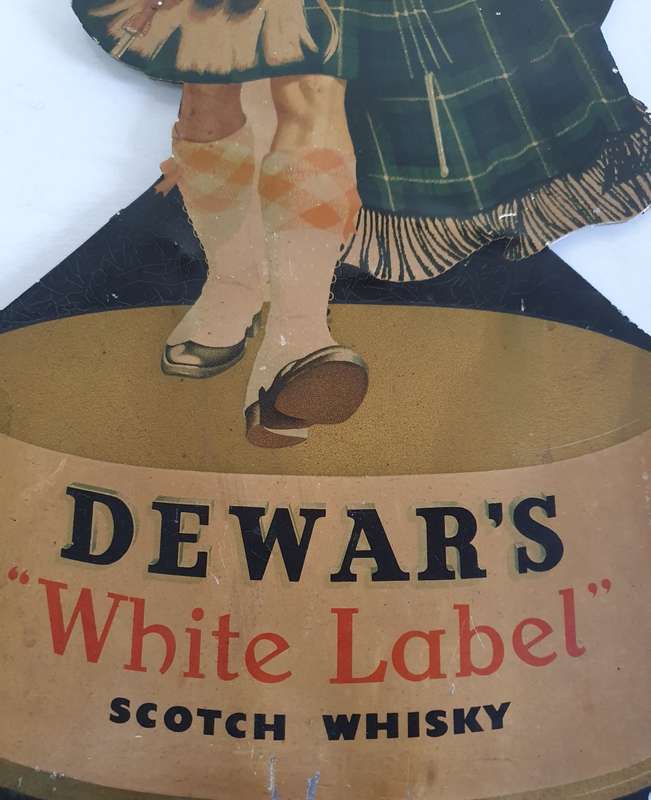 DEWAR'S
"White Label"
SCOTCH WHISKY